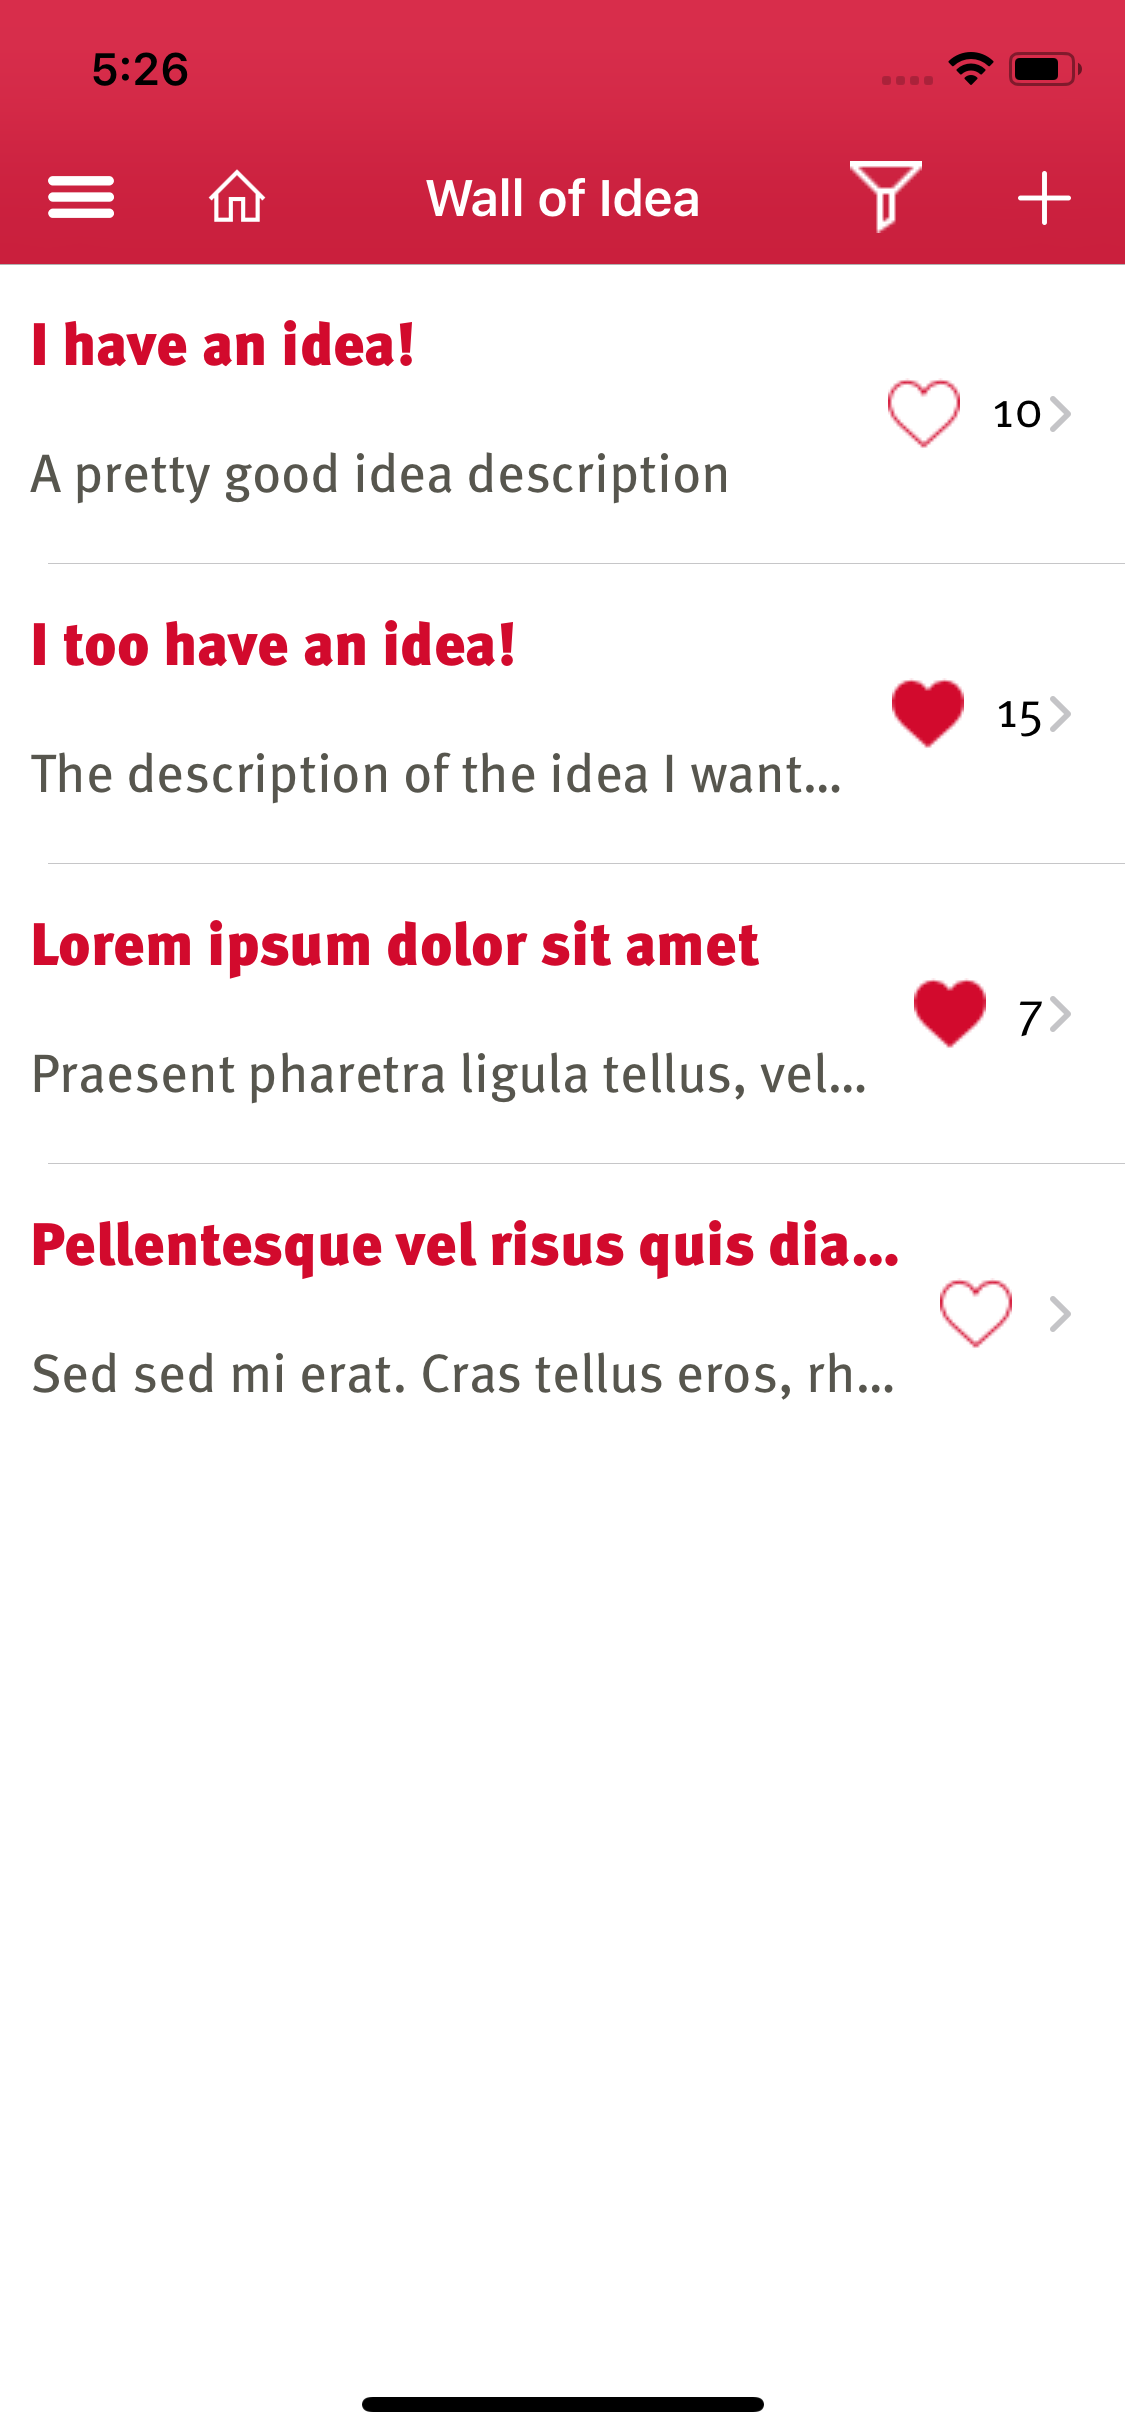 5:26
Wall of Idea
I have an idea!
10
A pretty good idea description
I too have an idea!
15
The description of the idea I want...
Lorem ipsum dolor sit amet
7
Praesent pharetra ligula tellus, vel...
Pellentesque vel risus quis dia...
Sed sed mi erat. Cras tellus eros, rh...